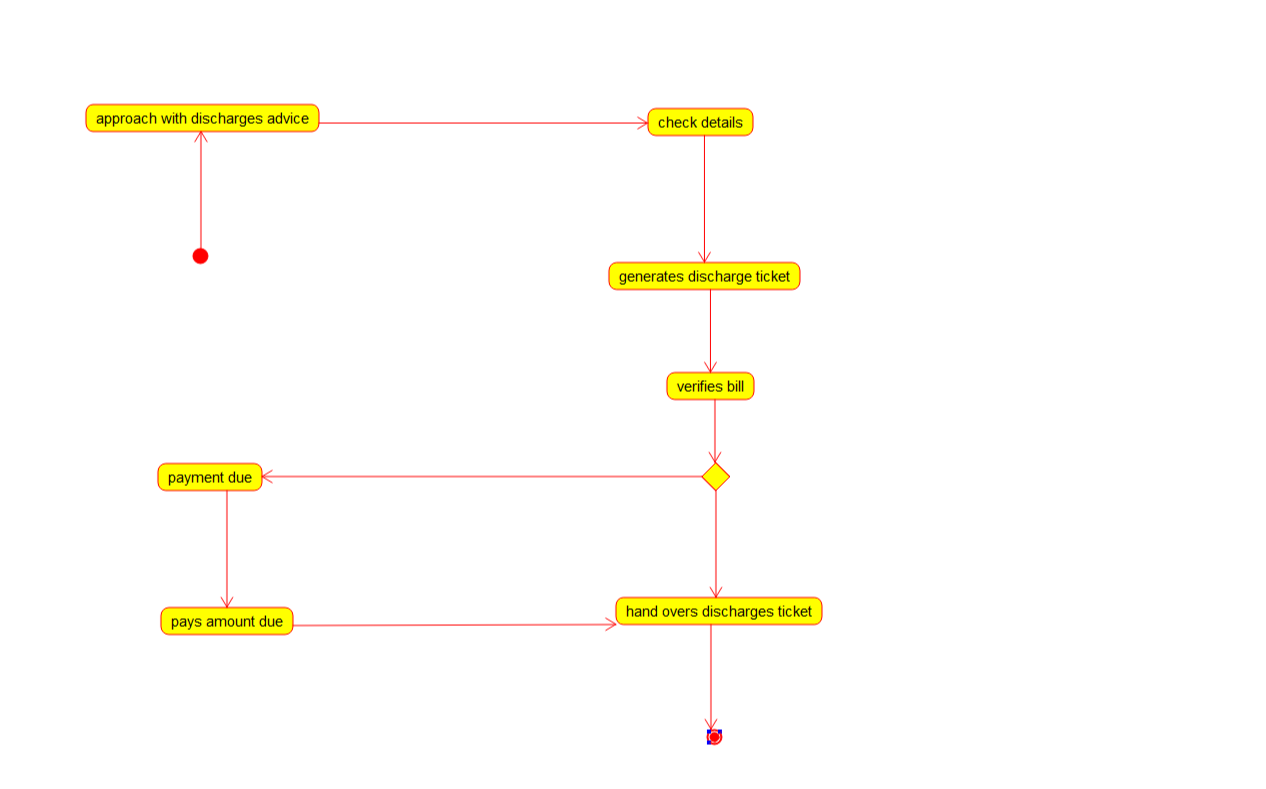 approach with discharges advice
check details
generates discharge ticket
verifies bill
payment due
hand overs discharges ticket
pays amount due